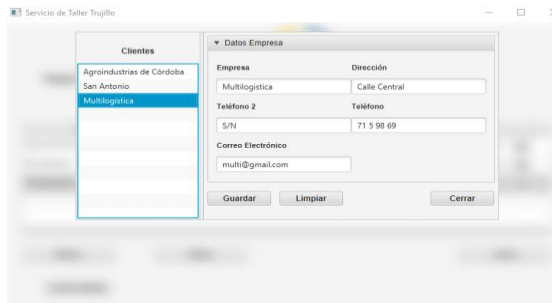 Servicio de Taller Trujillo
Clientes
Agroindustrias de Córdoba
San Antonio
Multilogistica
Datos Empresa
Empresa Dirección
Multilogistica Calle Central
Teléfono 2 Teléfono
S/N 71 5 98 69
Correo Electrónico
multi@gmail.com
Guardar Limpiar Cerrar